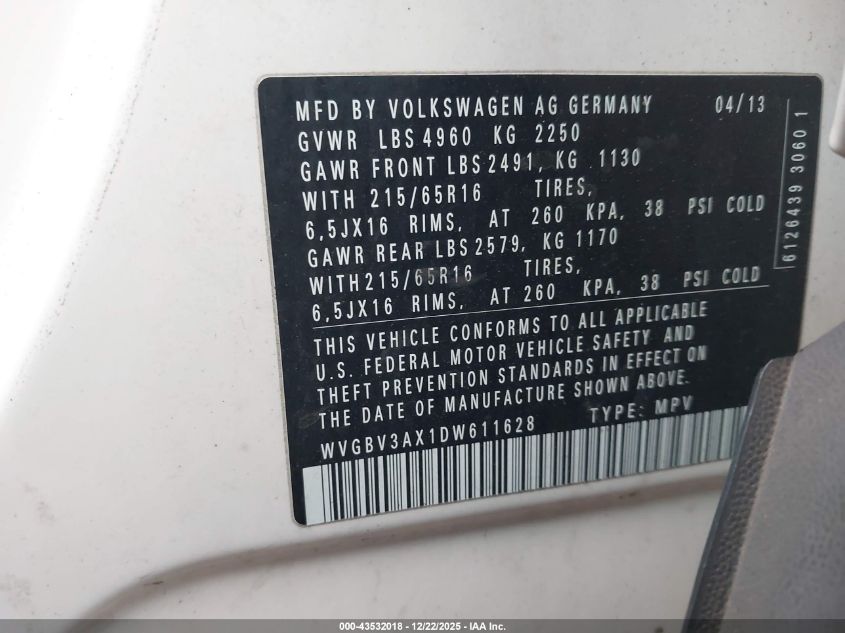 MFD BY VOLKSWAGEN AG GERMANY 04/13
GVWR LBS 4960 KG 2250
GAWR FRONT LBS 2491, KG 1130
WITH 215/65R16 TIRES,
6,5JX16 RIMS, AT 260 KPA, 38 PSI COLD
GAWR REAR LBS 2579, KG 1170
WITH 215/65R16 TIRES,
6,5JX16 RIMS, AT 260 KPA, 38 PSI COLD
THIS VEHICLE CONFORMS TO ALL APPLICABLE
U.S. FEDERAL MOTOR VEHICLE SAFETY AND
THEFT PREVENTION STANDARDS IN EFFECT ON
THE DATE OF MANUFACTURE SHOWN ABOVE.
WVGBV3AX1DW611628 TYPE: MPV
6126439 3060 1
000-43532018 - 12/22/2025 - IAA Inc.